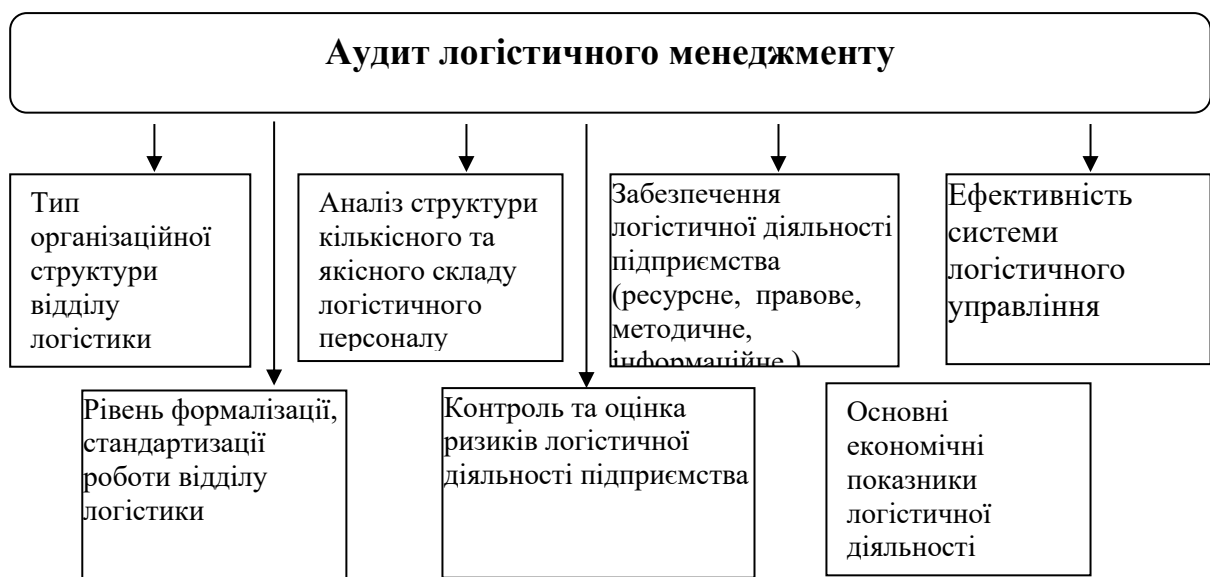 Аудит логістичного менеджменту
Тип
організаційної
структури
відділу
логістики
Аналіз структури
кількісного та
якісного складу
логістичного
персоналу
Забезпечення
логістичної діяльності
підприємства
(ресурсне, правове,
методичне,
інформаційне )
Ефективність
системи
логістичного
управління
Рівень формалізації,
стандартизації
роботи відділу
логістики
Контроль та оцінка
ризиків логістичної
діяльності підприємства
Основні
економічні
показники
логістичної
діяльності